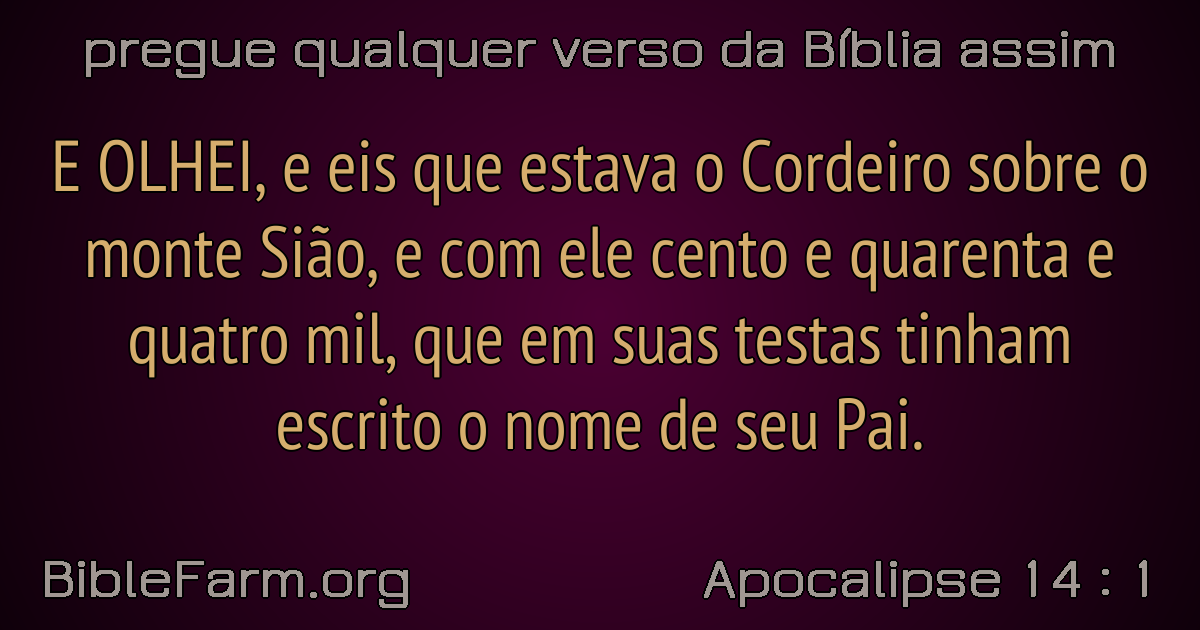 pregue qualquer verso da Bíblia assim
E OLHEI, e eis que estava o Cordeiro sobre o
monte Sião, e com ele cento e quarenta e
quatro mil, que em suas testas tinham
escrito o nome de seu Pai.
BibleFarm.org
Apocalipse 14 : 1